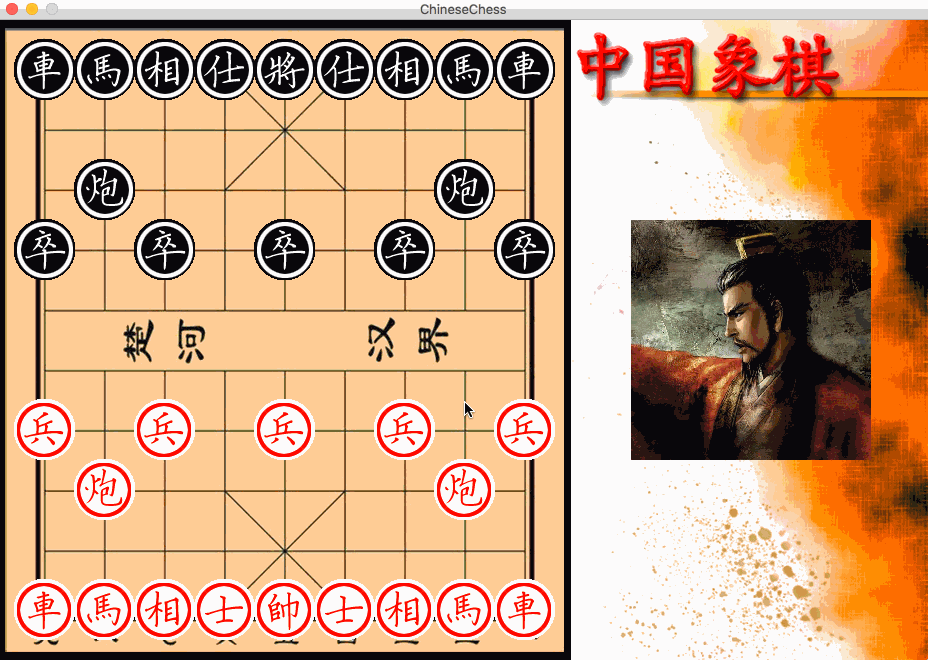 ChineseChess
中国象棋
車馬相仕將仕相馬車
炮炮
卒卒卒卒卒
楚河 汉界
兵兵兵兵兵
炮炮
車馬相士帥士相馬車